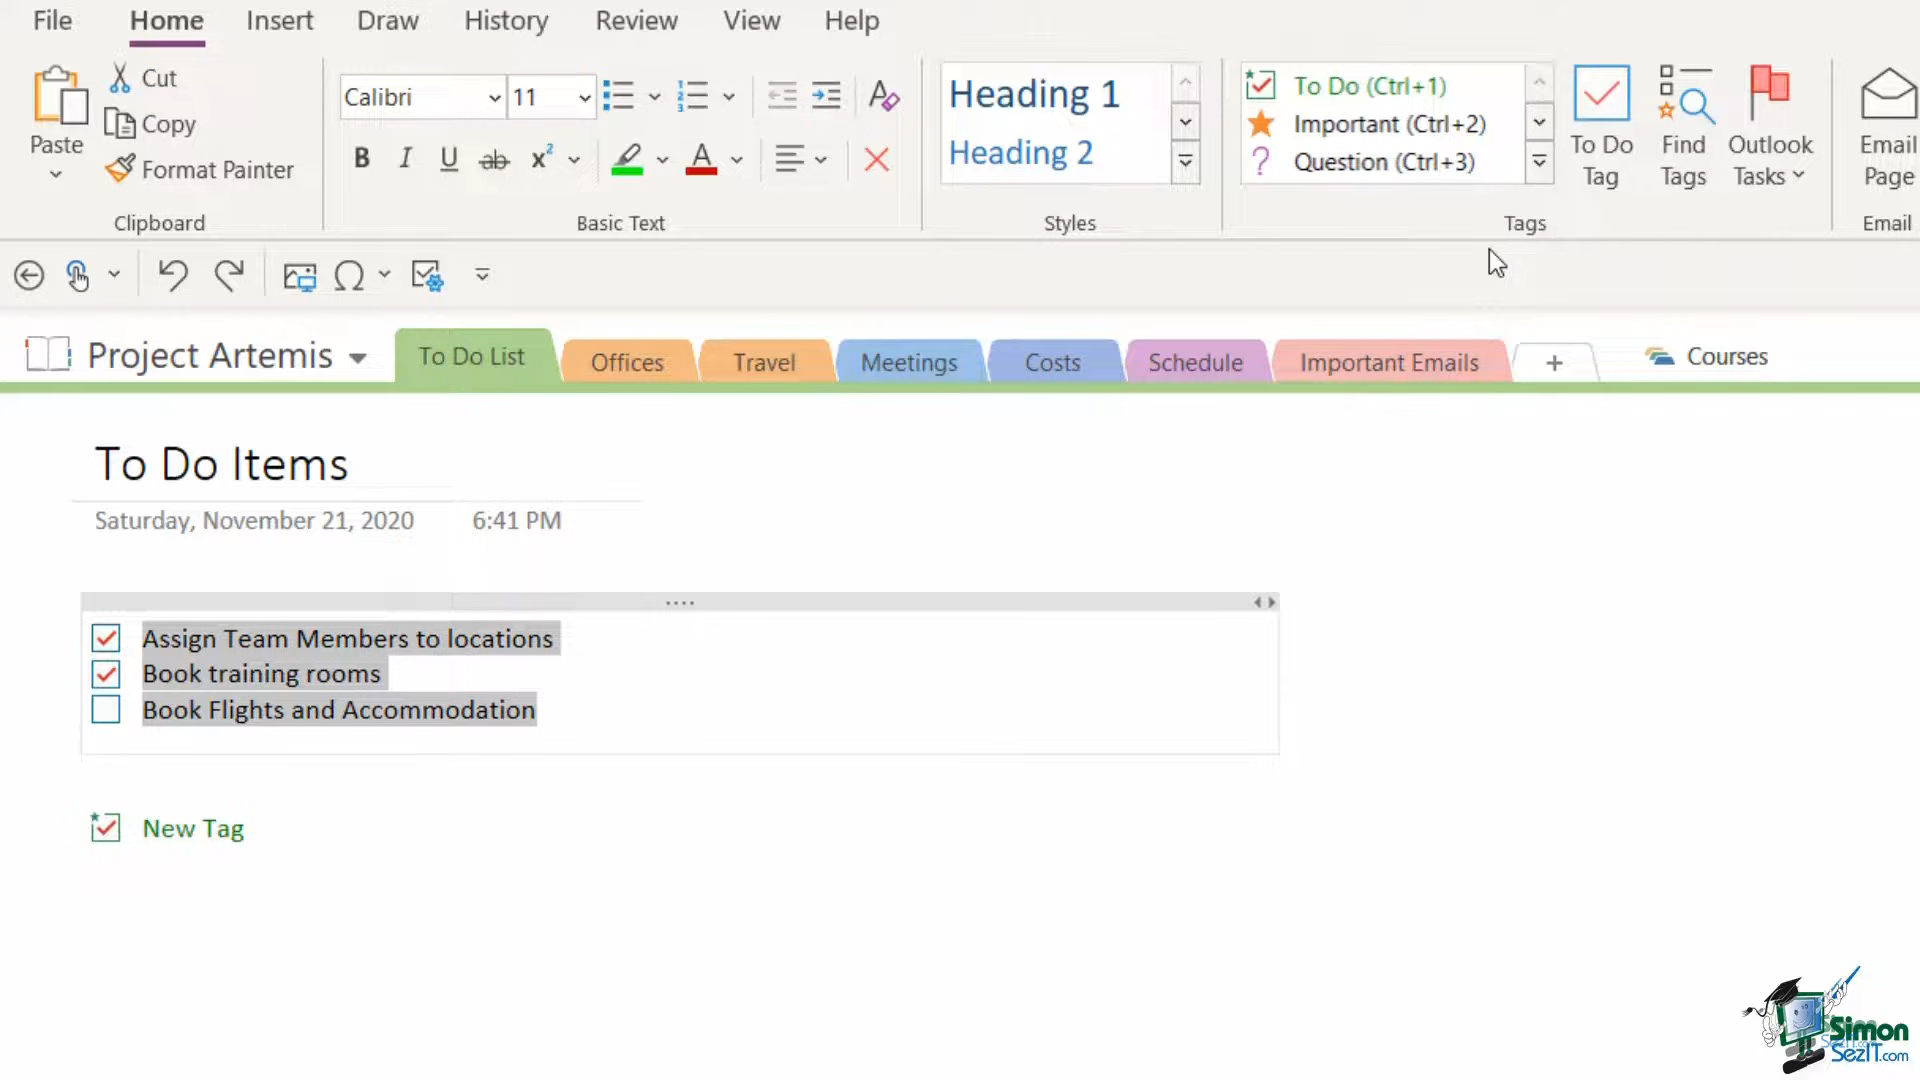 File Home Insert Draw History Review View Help
Cut
Copy
Format Painter
Paste
Clipboard
Calibri 11
B I U ab x²
Basic Text
Heading 1
Heading 2
Styles
To Do (Ctrl+1)
Important (Ctrl+2)
Question (Ctrl+3)
To Do Tag
Find Tags
Outlook Tasks
Tags
Email Page
Email
Project Artemis To Do List Offices Travel Meetings Costs Schedule Important Emails + Courses
To Do Items
Saturday, November 21, 2020 6:41 PM
Assign Team Members to locations
Book training rooms
Book Flights and Accommodation
New Tag
Simon
SezIT.com